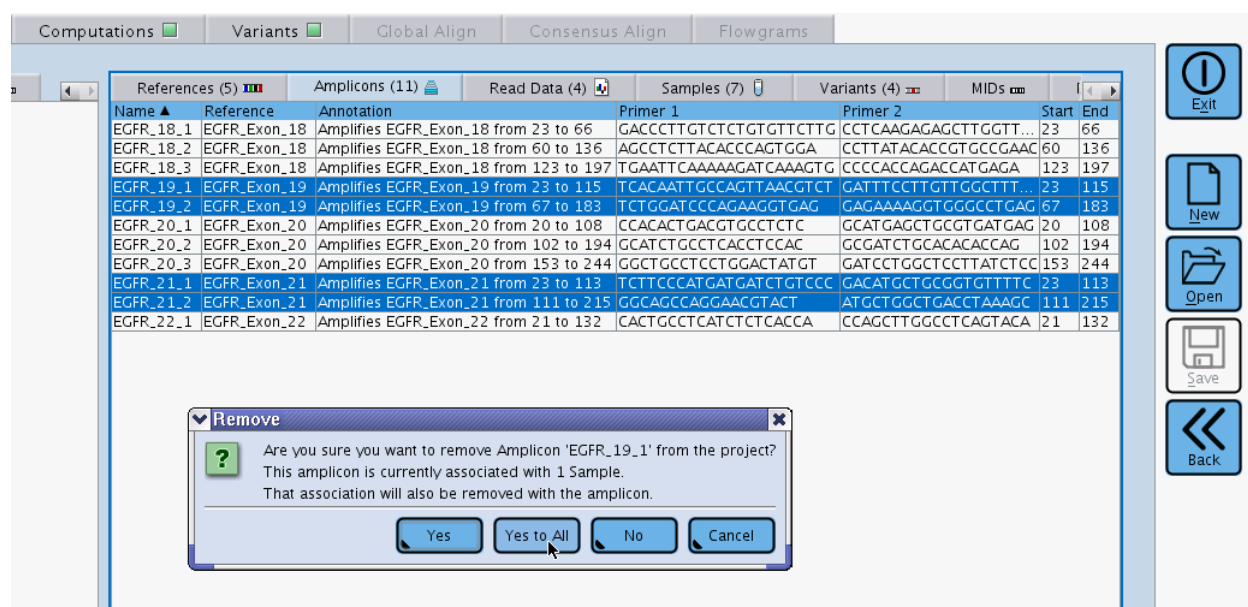 Computations Variants Global Align Consensus Align Flowgrams
References (5) Amplicons (11) Read Data (4) Samples (7) Variants (4) MIDs
Name ▲ Reference Annotation Primer 1 Primer 2 Start End
EGFR_18_1 EGFR_Exon_18 Amplifies EGFR_Exon_18 from 23 to 66 GACCCTTGTCTCTGTGTTCTTG CCTCAAGAGAGCTTGGTT... 23 66
EGFR_18_2 EGFR_Exon_18 Amplifies EGFR_Exon_18 from 60 to 136 AGCCTCTTACACCCAGTGGA CCTTATACACCGTGCCGAAC 60 136
EGFR_18_3 EGFR_Exon_18 Amplifies EGFR_Exon_18 from 123 to 197 TGAATTCAAAAAGATCAAAGTG CCCCACCAGACCATGAGA 123 197
EGFR_19_1 EGFR_Exon_19 Amplifies EGFR_Exon_19 from 23 to 115 TCACAATTGCCAGTTAACGTCT GATTTCCTTGTTGGCTTT... 23 115
EGFR_19_2 EGFR_Exon_19 Amplifies EGFR_Exon_19 from 67 to 183 TCTGGATCCCAGAAGGTGAG GAGAAAAGGTGGGCCTGAG 67 183
EGFR_20_1 EGFR_Exon_20 Amplifies EGFR_Exon_20 from 20 to 108 CCACACTGACGTGCCTCTC GCATGAGCTGCGTGATGAG 20 108
EGFR_20_2 EGFR_Exon_20 Amplifies EGFR_Exon_20 from 102 to 194 GCATCTGCCTCACCTCCAC GCGATCTGCACACACCAG 102 194
EGFR_20_3 EGFR_Exon_20 Amplifies EGFR_Exon_20 from 153 to 244 GGCTGCCTCCTGGACTATGT GATCCTGGCTCCTTATCTCC 153 244
EGFR_21_1 EGFR_Exon_21 Amplifies EGFR_Exon_21 from 23 to 113 TCTTCCCATGATGATCTGTCCC GACATGCTGCGGTGTTTTC 23 113
EGFR_21_2 EGFR_Exon_21 Amplifies EGFR_Exon_21 from 111 to 215 GGCAGCCAGGAACGTACT ATGCTGGCTGACCTAAAGC 111 215
EGFR_22_1 EGFR_Exon_22 Amplifies EGFR_Exon_22 from 21 to 132 CACTGCCTCATCTCTCACCA CCAGCTTGGCCTCAGTACA 21 132
Remove
Are you sure you want to remove Amplicon 'EGFR_19_1' from the project?
This amplicon is currently associated with 1 Sample.
That association will also be removed with the amplicon.
Yes Yes to All No Cancel
Exit
New
Open
Save
Back